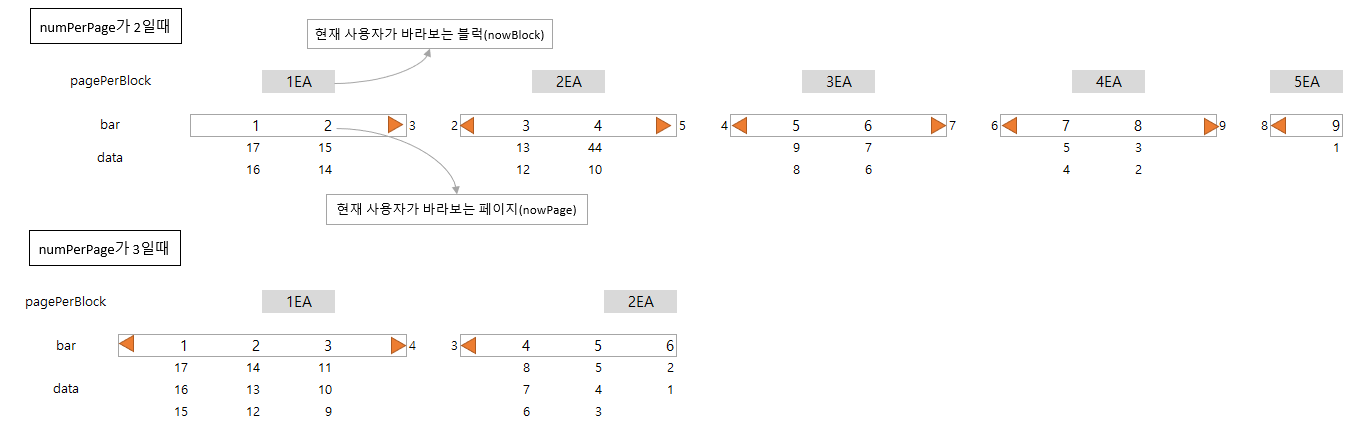 numPerPage가 2일때
현재 사용자가 바라보는 블럭(nowBlock)
pagePerBlock 1EA 2EA 3EA 4EA 5EA
bar 1 2 3 2 3 4 5 4 5 6 7 6 7 8 9 8 9
data
17 15 13 44 9 7 5 3 1
16 14 12 10 8 6 4 2
현재 사용자가 바라보는 페이지(nowPage)
numPerPage가 3일때
pagePerBlock 1EA 2EA
bar 1 2 3 4 3 4 5 6
17 14 11 8 5 2
data 16 13 10 7 4 1
15 12 9 6 3